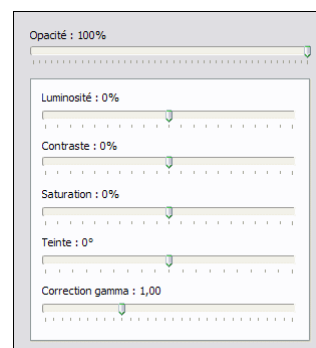 Opacité : 100%
Luminosité : 0%
Contraste : 0%
Saturation : 0%
Teinte : 0°
Correction gamma : 1,00